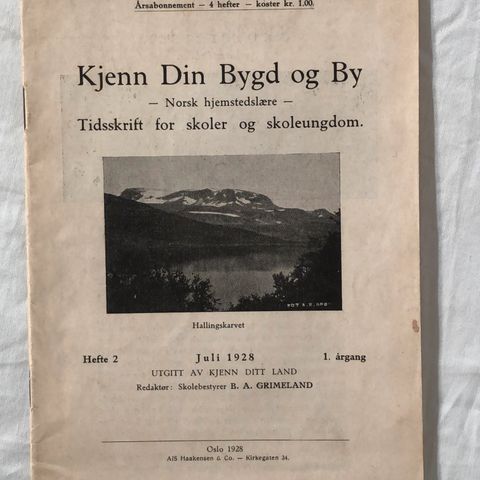 Årsabonnement — 4 hefter — koster kr. 1.00.
Kjenn Din Bygd og By
— Norsk hjemstedslære —
Tidsskrift for skoler og skoleungdom.
Hallingskarvet
Hefte 2 Juli 1928 1. årgang
UTGITT AV KJENN DITT LAND
Redaktør: Skolebestyrer B. A. GRIMELAND
Oslo 1928
A/S Haakensen & Co. — Kirkegaten 34.